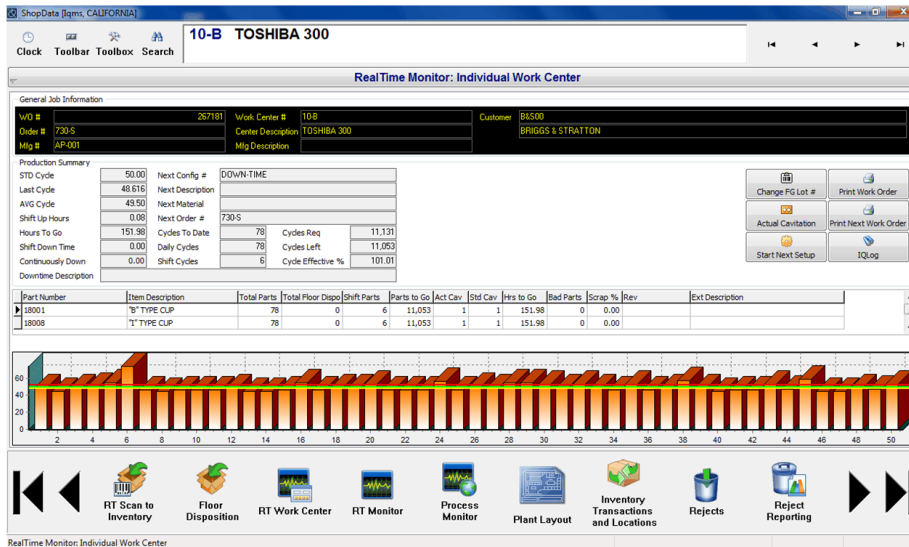 ShopData [Iqms, CALIFORNIA]
Clock Toolbar Toolbox Search
10-B TOSHIBA 300
RealTime Monitor: Individual Work Center
General Job Information
WO # 267181 Work Center # 10-B Customer B&S00
Order # 730-S Center Description TOSHIBA 300 BRIGGS & STRATTON
Mfg # AP-001 Mfg Description
Production Summary
STD Cycle 50.00 Next Config # DOWN-TIME
Last Cycle 48.616 Next Description
AVG Cycle 49.50 Next Material
Shift Up Hours 0.08 Next Order # 730-S
Hours To Go 151.98 Cycles To Date 78 Cycles Req 11,131
Shift Down Time 0.00 Daily Cycles 78 Cycles Left 11,053
Continuously Down 0.00 Shift Cycles 6 Cycle Effective % 101.01
Downtime Description
Change FG Lot # Print Work Order
Actual Cavitation Print Next Work Order
Start Next Setup IQLog
Part Number Item Description Total Parts Total Floor Dispo Shift Parts Parts to Go Act Cav Std Cav Hrs to Go Bad Parts Scrap % Rev Ext Description
18001 "B" TYPE CUP 78 0 6 11,053 1 1 151.98 0 0.00
18008 "I" TYPE CUP 78 0 6 11,053 1 1 151.98 0 0.00
60
40
20
0
2 4 6 8 10 12 14 16 18 20 22 24 26 28 30 32 34 36 38 40 42 44 46 48 50
RT Scan to Inventory
Floor Disposition
RT Work Center
RT Monitor
Process Monitor
Plant Layout
Inventory Transactions and Locations
Rejects
Reject Reporting
RealTime Monitor: Individual Work Center